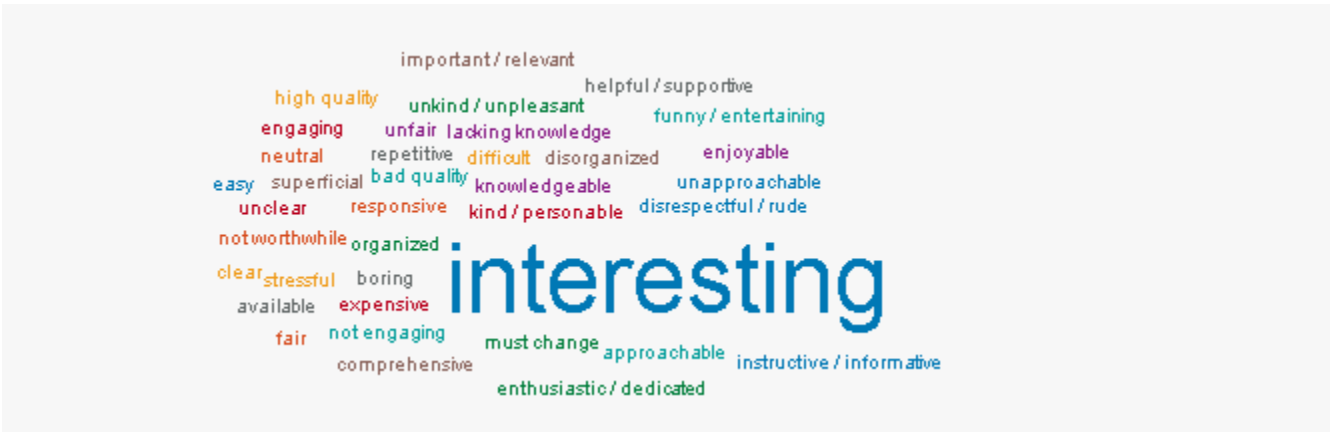 important / relevant
helpful / supportive
high quality
unkind / unpleasant
funny / entertaining
engaging
unfair
lacking knowledge
neutral
repetitive
difficult
disorganized
enjoyable
easy
superficial
bad quality
knowledgeable
unapproachable
unclear
responsive
kind / personable
disrespectful / rude
not worthwhile
organized
interesting
clear
stressful
boring
available
expensive
fair
not engaging
must change
approachable
instructive / informative
comprehensive
enthusiastic / dedicated